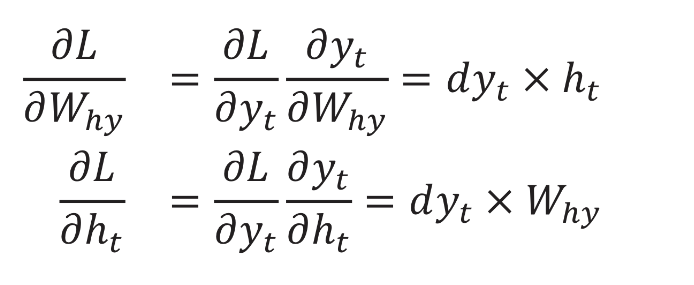 ∂L/∂W_hy = ∂L/∂y_t ∂y_t/∂W_hy = dy_t × h_t
∂L/∂h_t = ∂L/∂y_t ∂y_t/∂h_t = dy_t × W_hy